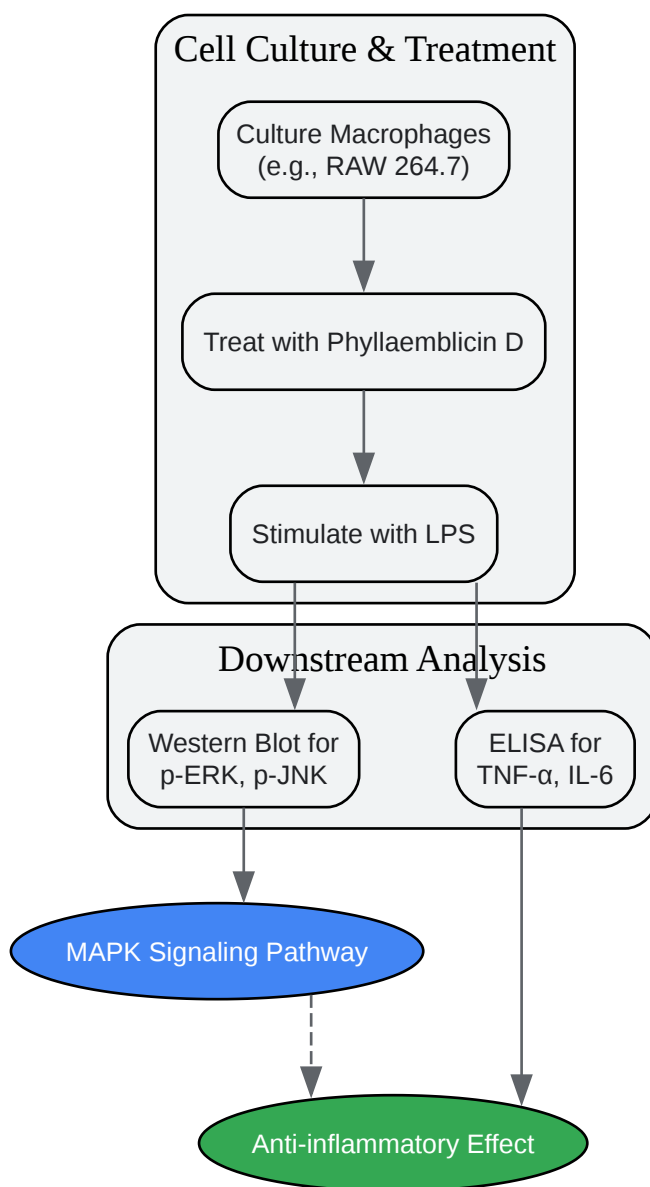 Cell Culture & Treatment
Culture Macrophages
(e.g., RAW 264.7)
Treat with Phyllaemblicin D
Stimulate with LPS
Downstream Analysis
Western Blot for
p-ERK, p-JNK
ELISA for
TNF-α, IL-6
MAPK Signaling Pathway
Anti-inflammatory Effect